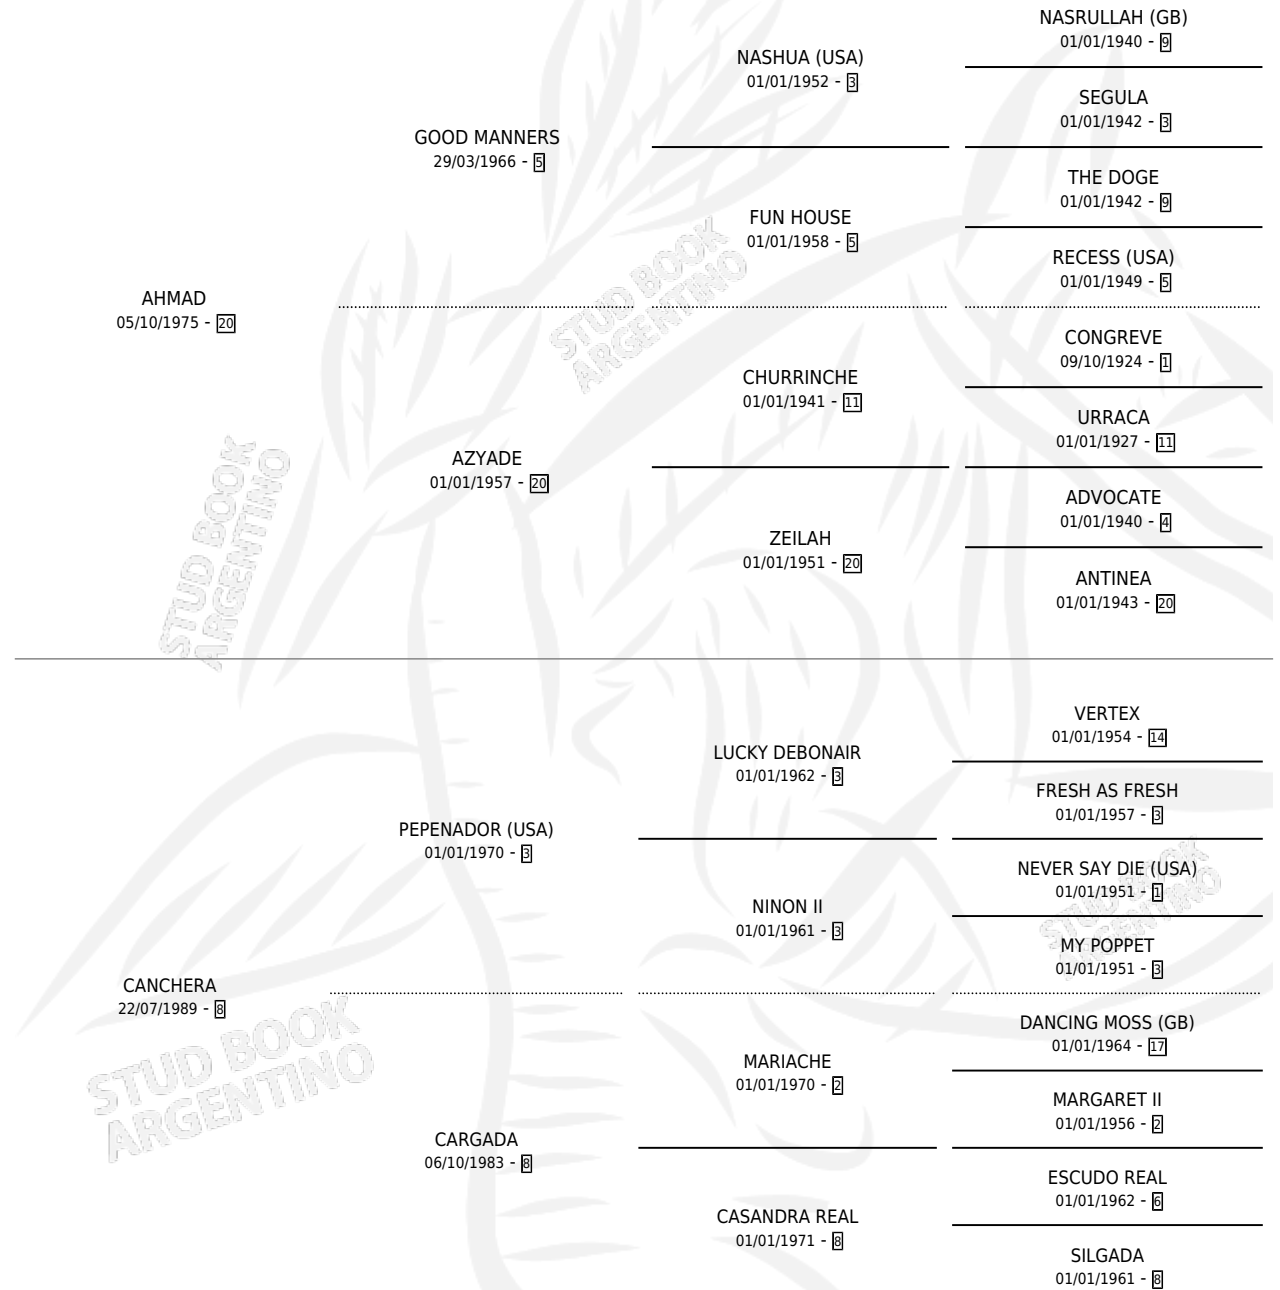 NASRULLAH (GB)
01/01/1940 - 9
NASHUA (USA)
01/01/1952 - 3
SEGULA
01/01/1942 - 3
GOOD MANNERS
29/03/1966 - 5
THE DOGE
01/01/1942 - 9
FUN HOUSE
01/01/1958 - 5
RECESS (USA)
01/01/1949 - 5
AHMAD
05/10/1975 - 20
CONGREVE
09/10/1924 - 1
CHURRINCHE
01/01/1941 - 11
URRACA
01/01/1927 - 11
AZYADE
01/01/1957 - 20
ADVOCATE
01/01/1940 - 4
ZEILAH
01/01/1951 - 20
ANTINEA
01/01/1943 - 20
VERTEX
01/01/1954 - 14
LUCKY DEBONAIR
01/01/1962 - 3
FRESH AS FRESH
01/01/1957 - 3
PEPENADOR (USA)
01/01/1970 - 3
NEVER SAY DIE (USA)
01/01/1951 - 1
NINON II
01/01/1961 - 3
MY POPPET
01/01/1951 - 3
CANCHERA
22/07/1989 - 8
DANCING MOSS (GB)
01/01/1964 - 17
MARIACHE
01/01/1970 - 2
MARGARET II
01/01/1956 - 2
CARGADA
06/10/1983 - 8
ESCUDO REAL
01/01/1962 - 6
CASANDRA REAL
01/01/1971 - 8
SILGADA
01/01/1961 - 8
STUD BOOK
ARGENTINO
STUD BOOK
ARGENTINO
STUD BOOK
ARGENTINO
STUD BOOK
ARGENTINO